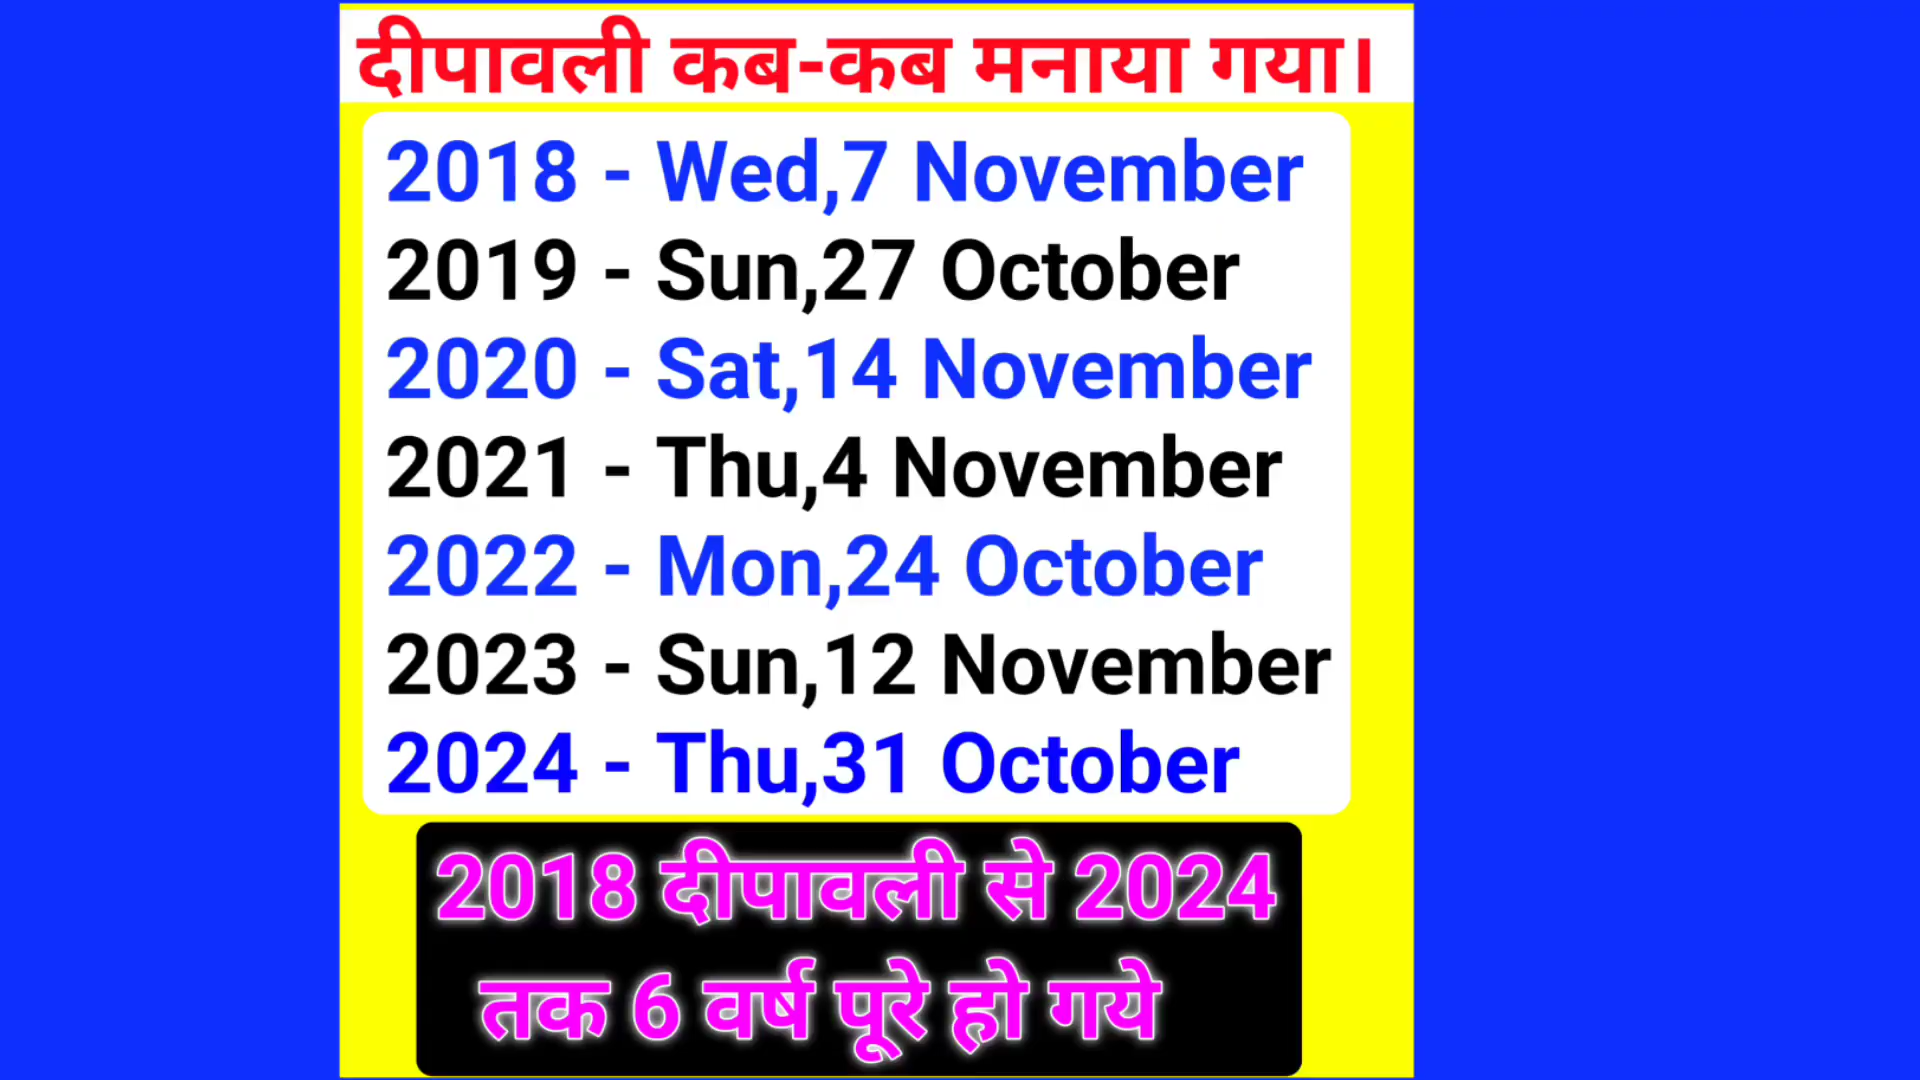 दीपावली कब-कब मनाया गया।
2018 - Wed,7 November
2019 - Sun,27 October
2020 - Sat,14 November
2021 - Thu,4 November
2022 - Mon,24 October
2023 - Sun,12 November
2024 - Thu,31 October
2018 दीपावली से 2024
तक 6 वर्ष पूरे हो गये